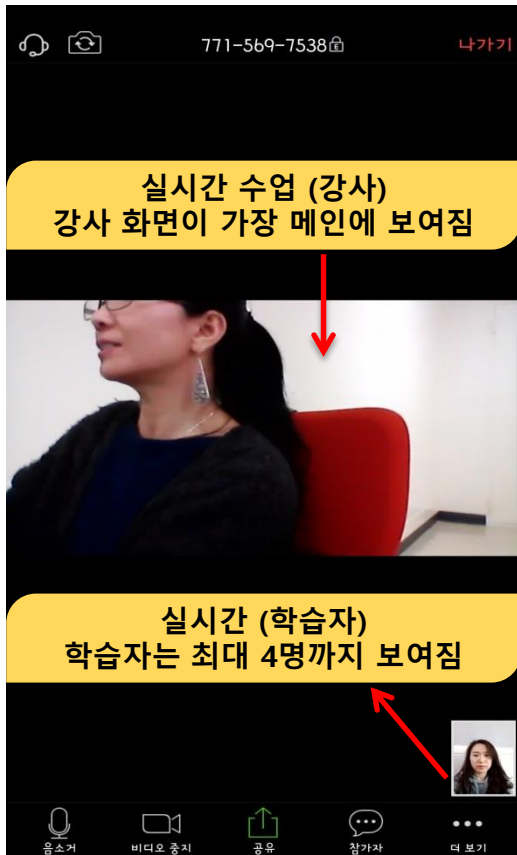 771-569-7538
나가기
실시간 수업 (강사)
강사 화면이 가장 메인에 보여짐
실시간 (학습자)
학습자는 최대 4명까지 보여짐
음소거
비디오 중지
공유
참가자
더 보기